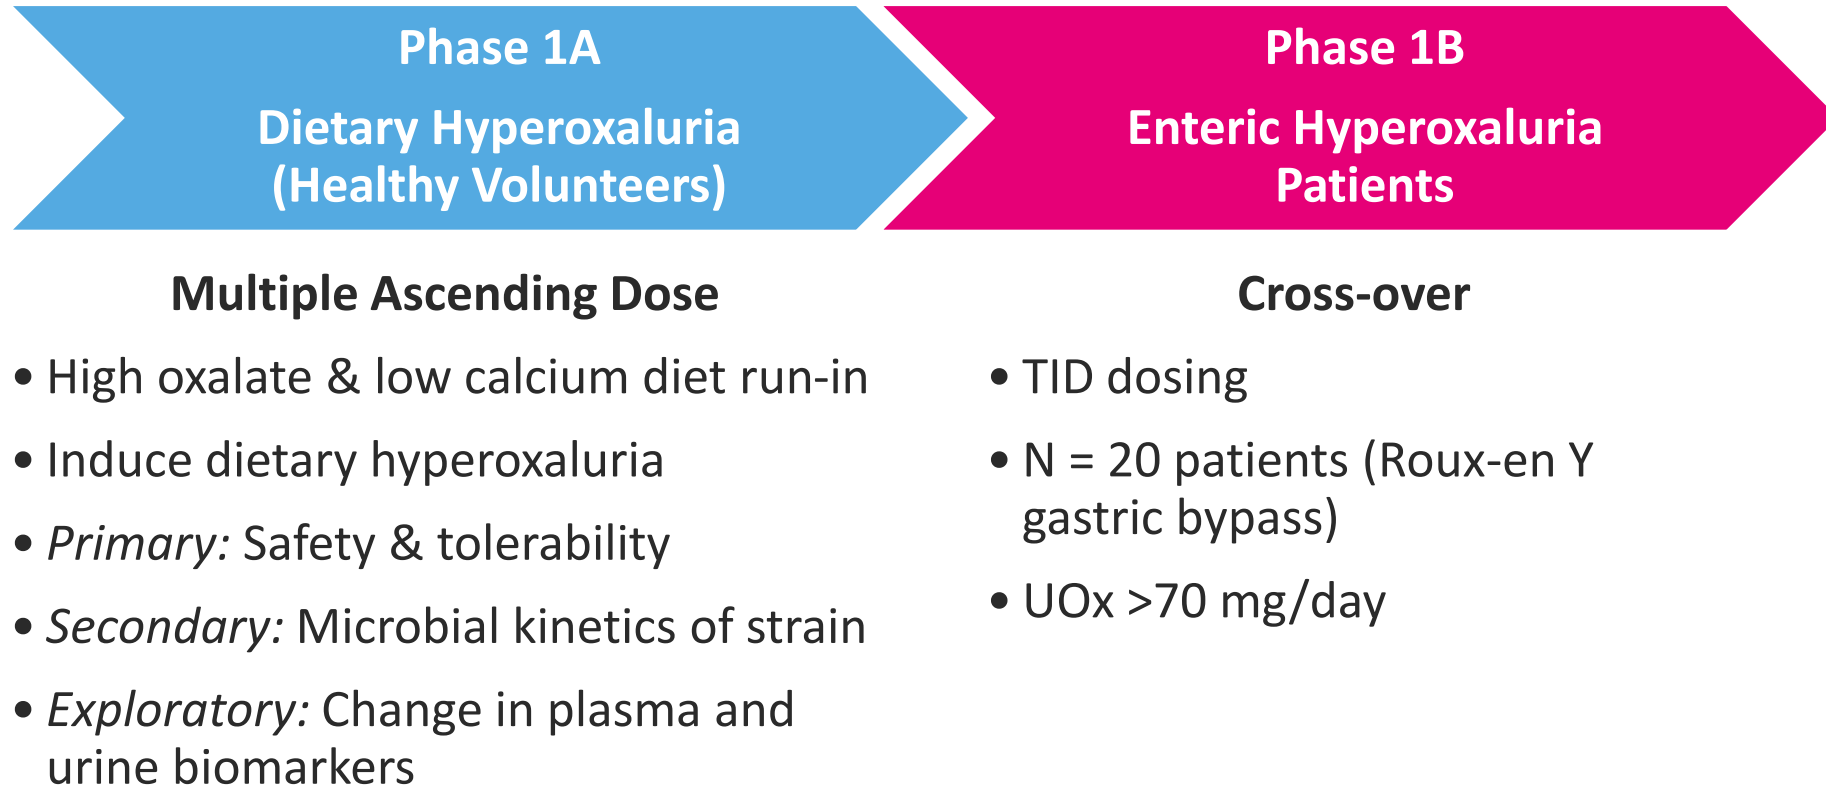 Phase 1A
Dietary Hyperoxaluria
(Healthy Volunteers)
Multiple Ascending Dose
• High oxalate & low calcium diet run-in
• Induce dietary hyperoxaluria
• Primary: Safety & tolerability
• Secondary: Microbial kinetics of strain
• Exploratory: Change in plasma and
urine biomarkers
Phase 1B
Enteric Hyperoxaluria
Patients
Cross-over
• TID dosing
• N = 20 patients (Roux-en Y
gastric bypass)
• UOx >70 mg/day